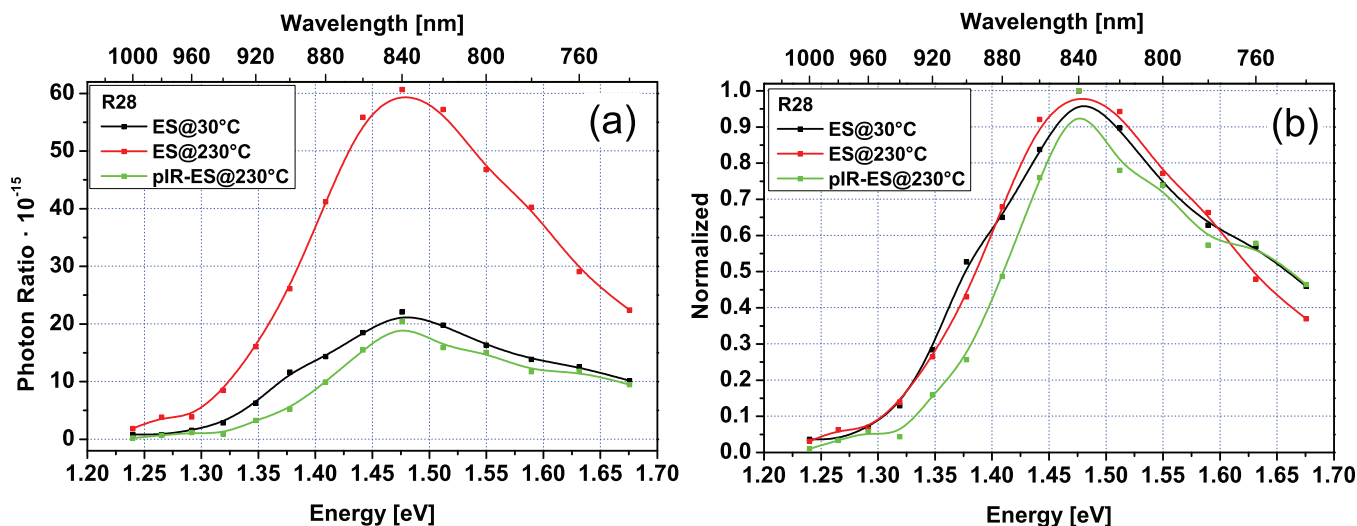 Wavelength [nm]
1000 960 920 880 840 800 760
60
50
40
30
20
10
0
Photon Ratio · 10⁻¹⁵
R28
ES@30°C
ES@230°C
pIR-ES@230°C
(a)
1.20 1.25 1.30 1.35 1.40 1.45 1.50 1.55 1.60 1.65 1.70
Energy [eV]
Wavelength [nm]
1000 960 920 880 840 800 760
1.0
0.9
0.8
0.7
0.6
0.5
0.4
0.3
0.2
0.1
0.0
Normalized
R28
ES@30°C
ES@230°C
pIR-ES@230°C
(b)
1.20 1.25 1.30 1.35 1.40 1.45 1.50 1.55 1.60 1.65 1.70
Energy [eV]